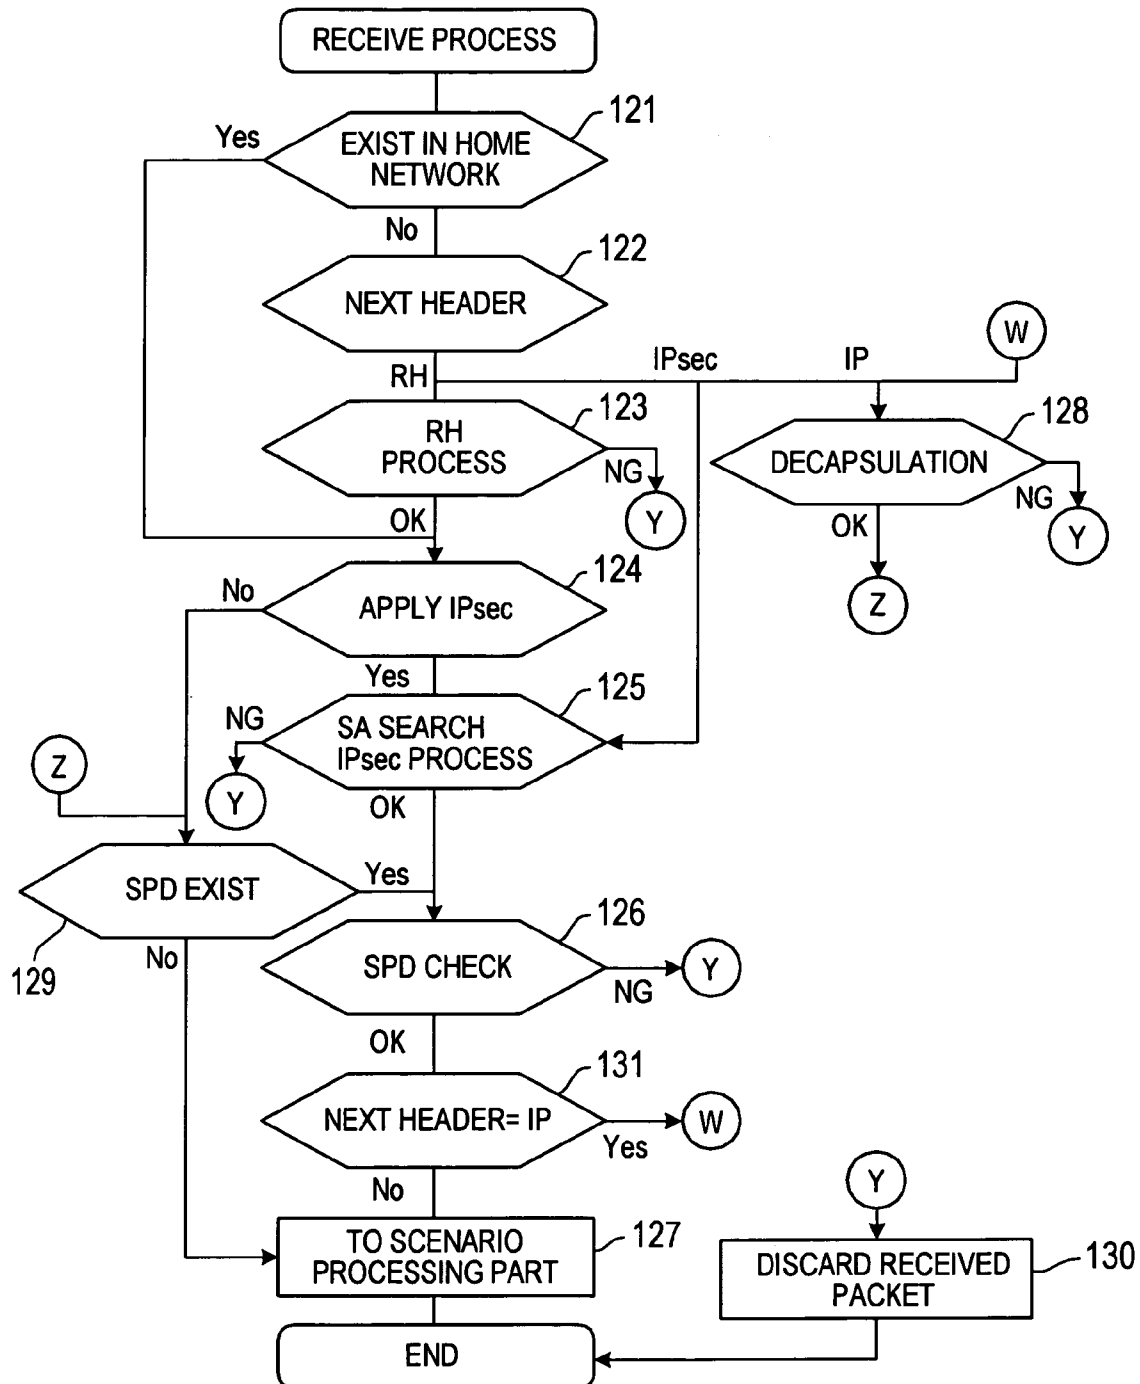 RECEIVE PROCESS
121
Yes
EXIST IN HOME
NETWORK
No
122
NEXT HEADER
W
RH
IPsec
IP
123
RH
PROCESS
NG
Y
OK
128
DECAPSULATION
NG
Y
OK
Z
124
No
APPLY IPsec
Yes
125
NG
SA SEARCH
IPsec PROCESS
Y
OK
Z
SPD EXIST
Yes
129
No
126
SPD CHECK
NG
Y
OK
131
NEXT HEADER= IP
Yes
W
No
Y
TO SCENARIO
PROCESSING PART
127
DISCARD RECEIVED
PACKET
130
END